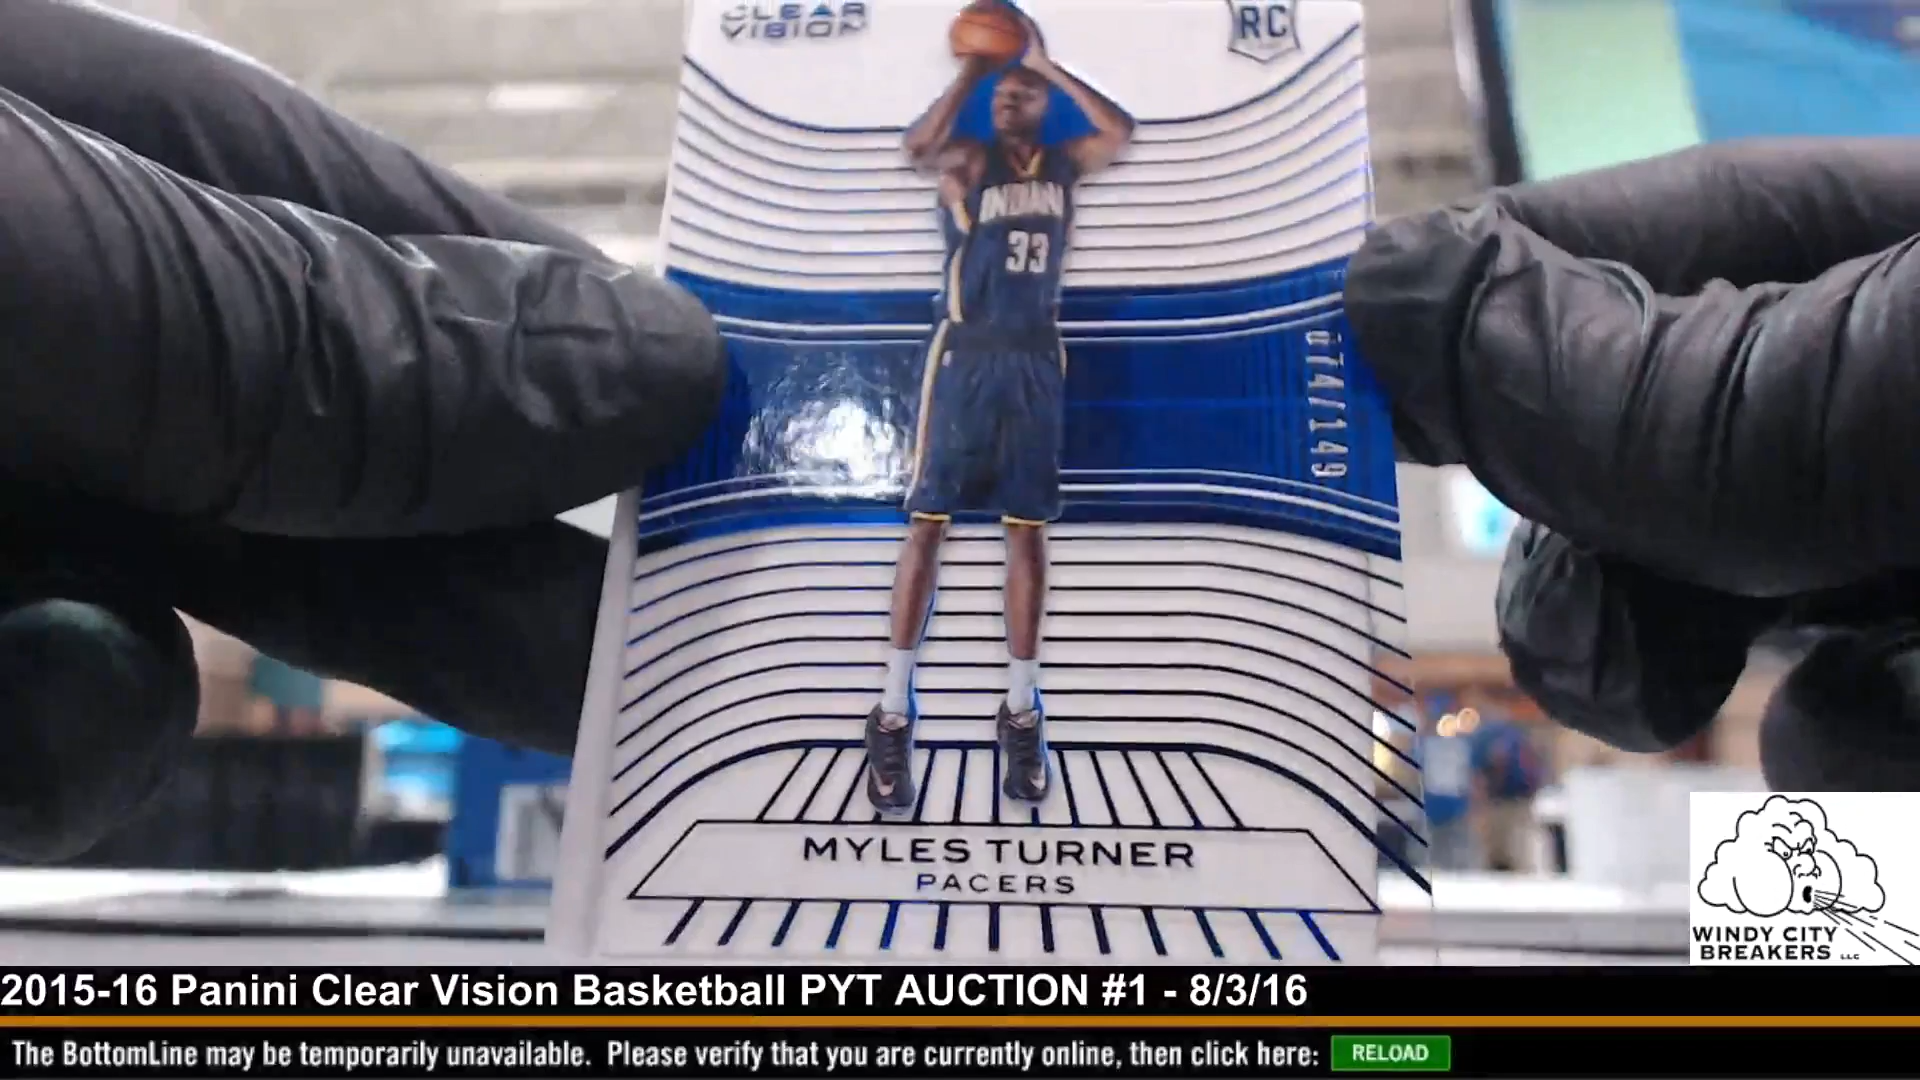 CLEAR
VISION
RC
INDIAN
33
074/149
MYLES TURNER
PACERS
WINDY CITY
BREAKERS LLC
2015-16 Panini Clear Vision Basketball PYT AUCTION #1 - 8/3/16
The BottomLine may be temporarily unavailable. Please verify that you are currently online, then click here: RELOAD